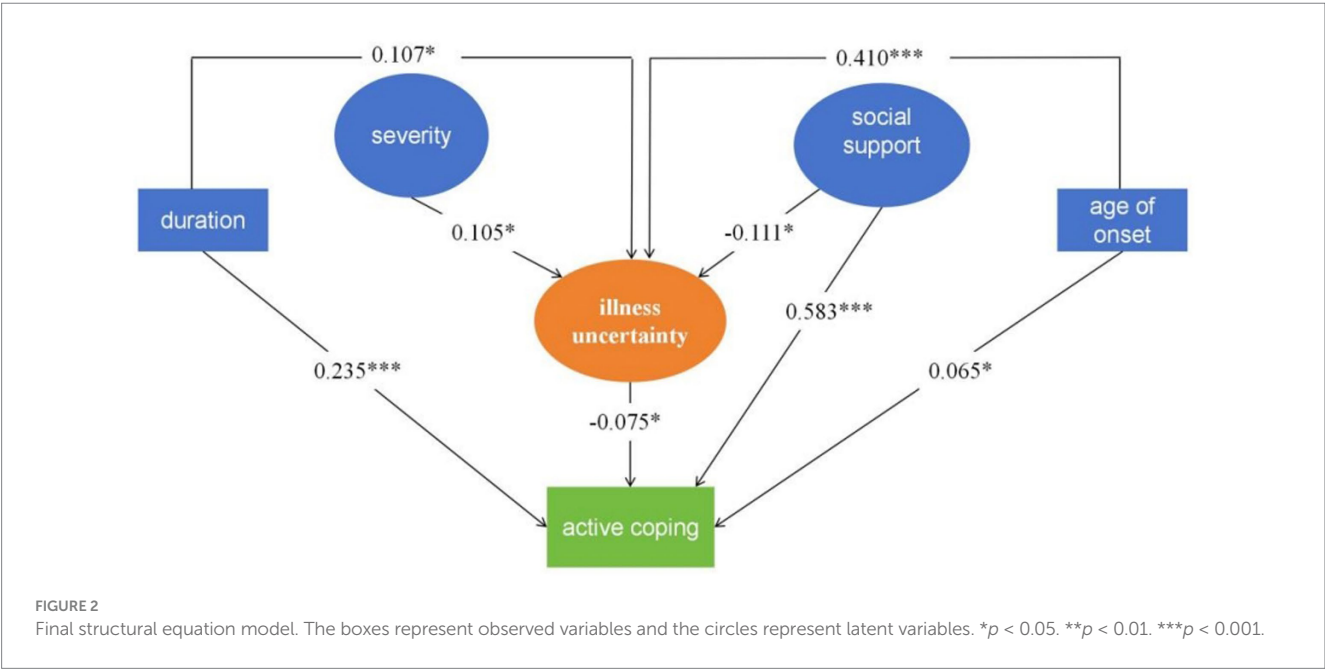 0.107*
0.410***
severity
social
support
duration
age of
onset
0.105*
-0.111*
illness
uncertainty
0.583***
0.235***
0.065*
-0.075*
active coping
FIGURE 2
Final structural equation model. The boxes represent observed variables and the circles represent latent variables. *p < 0.05. **p < 0.01. ***p < 0.001.